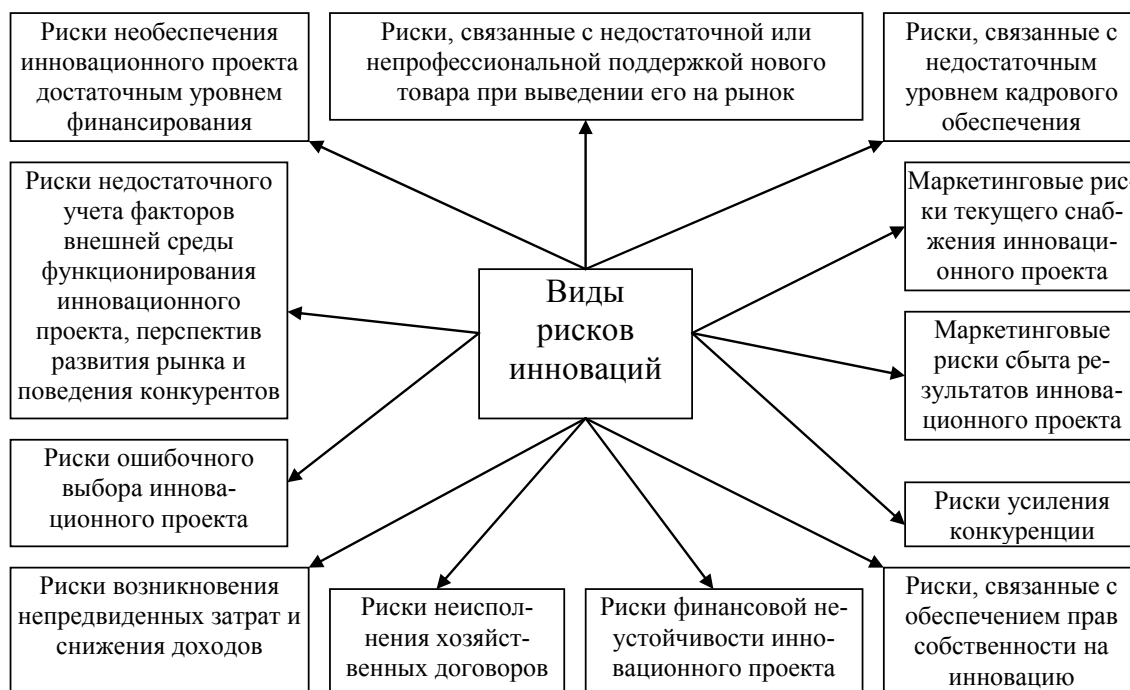 Риски необеспечения
инновационного проекта
достаточным уровнем
финансирования
Риски, связанные с недостаточной или
непрофессиональной поддержкой нового
товара при выведении его на рынок
Риски, связанные с
недостаточным
уровнем кадрового
обеспечения
Риски недостаточного
учета факторов
внешней среды
функционирования
инновационного
проекта, перспектив
развития рынка и
поведения конкурентов
Виды
рисков
инноваций
Маркетинговые рис-
ки текущего снаб-
жения инноваци-
онного проекта
Маркетинговые
риски сбыта ре-
зультатов иннова-
ционного проекта
Риски ошибочного
выбора иннова-
ционного проекта
Риски усиления
конкуренции
Риски возникновения
непредвиденных затрат и
снижения доходов
Риски неиспол-
нения хозяйст-
венных договоров
Риски финансовой не-
устойчивости инно-
вационного проекта
Риски, связанные с
обеспечением прав
собственности на
инновацию